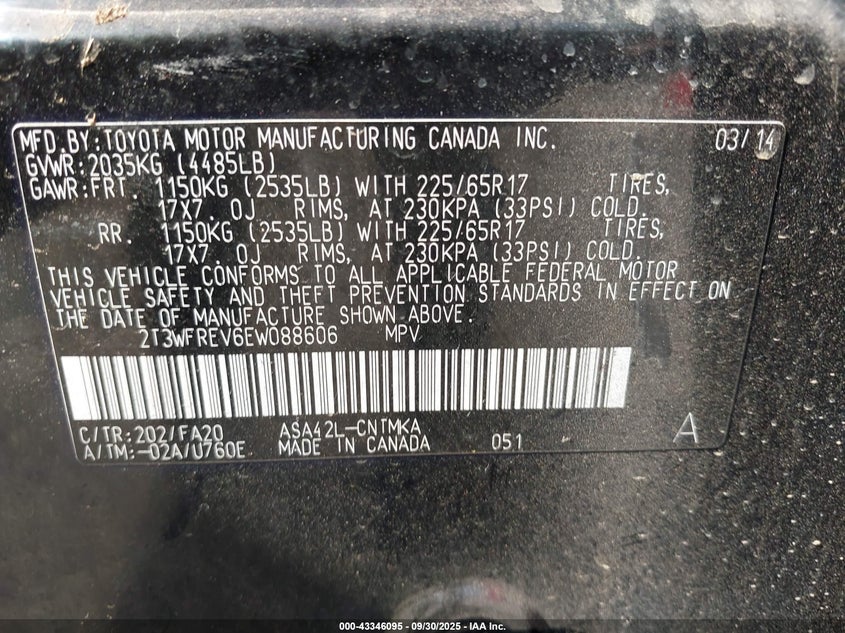 MFD.BY:TOYOTA MOTOR MANUFACTURING CANADA INC. 03/14
GVWR:2035KG (4485LB)
GAWR:FRT. 1150KG (2535LB) WITH 225/65R17 TIRES,
17X7. 0J RIMS, AT 230KPA (33PSI) COLD.
RR. 1150KG (2535LB) WITH 225/65R17 TIRES,
17X7. 0J RIMS, AT 230KPA (33PSI) COLD.
THIS VEHICLE CONFORMS TO ALL APPLICABLE FEDERAL MOTOR
VEHICLE SAFETY AND THEFT PREVENTION STANDARDS IN EFFECT ON
THE DATE OF MANUFACTURE SHOWN ABOVE.
2T3WFREV6EW088606 MPV
C/TR:202/FA20 ASA42L-CNTMKA
A/TM:-02A/U760E MADE IN CANADA 051 A
000-43346095 - 09/30/2025 - IAA Inc.